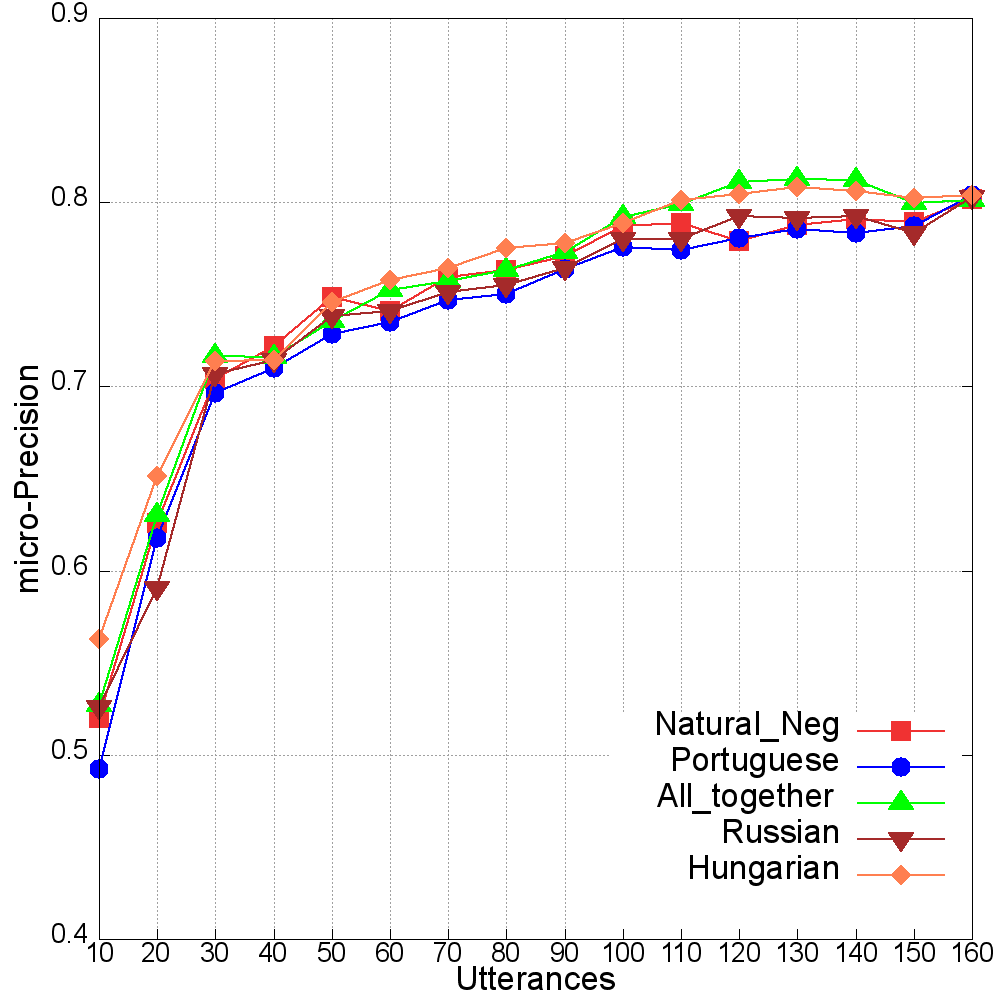 0.9
0.8
0.7
0.6
0.5
0.4
micro-Precision
Natural_Neg
Portuguese
All_together
Russian
Hungarian
10 20 30 40 50 60 70 80 90 100 110 120 130 140 150 160
Utterances